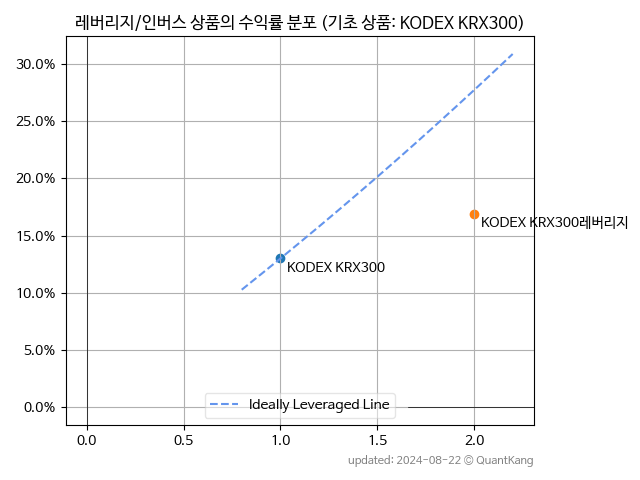 레버리지/인버스 상품의 수익률 분포 (기초 상품: KODEX KRX300)
30.0%
25.0%
20.0%
15.0%
10.0%
5.0%
0.0%
KODEX KRX300레버리지
KODEX KRX300
Ideally Leveraged Line
0.0 0.5 1.0 1.5 2.0
updated: 2024-08-22 © QuantKang